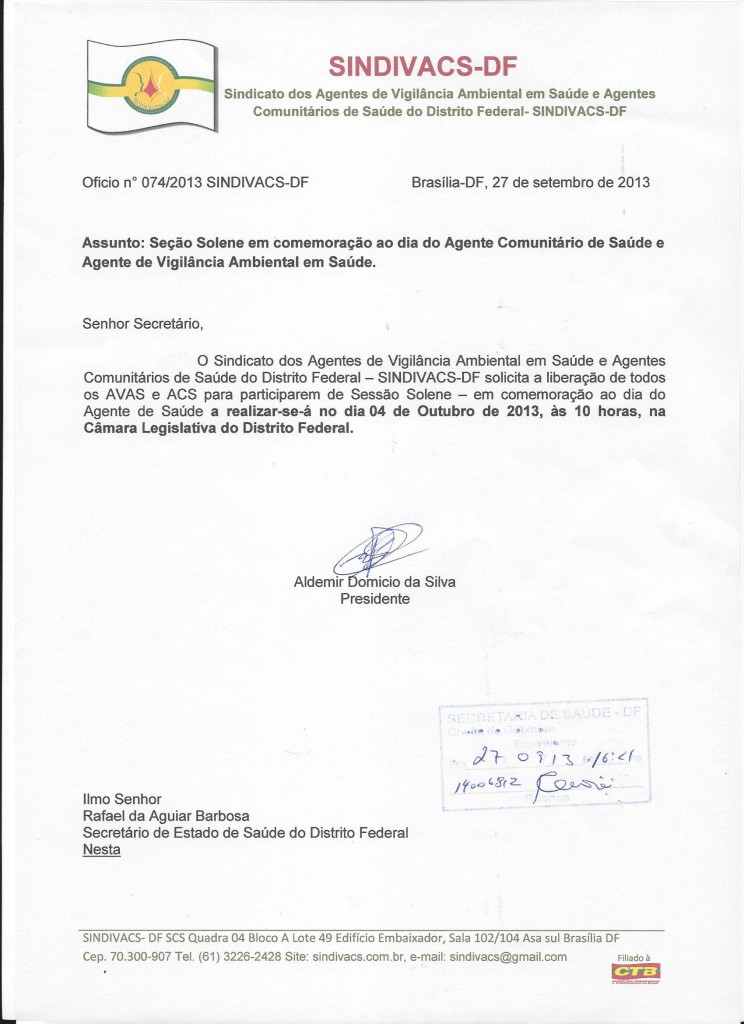 SINDIVACS-DF
Sindicato dos Agentes de Vigilância Ambiental em Saúde e Agentes
Comunitários de Saúde do Distrito Federal- SINDIVACS-DF
Oficio n° 074/2013 SINDIVACS-DF
Brasília-DF, 27 de setembro de 2013
Assunto: Seção Solene em comemoração ao dia do Agente Comunitário de Saúde e
Agente de Vigilância Ambiental em Saúde.
Senhor Secretário,
O Sindicato dos Agentes de Vigilância Ambiental em Saúde e Agentes
Comunitários de Saúde do Distrito Federal – SINDIVACS-DF solicita a liberação de todos
os AVAS e ACS para participarem de Sessão Solene – em comemoração ao dia do
Agente de Saúde a realizar-se-á no dia 04 de Outubro de 2013, às 10 horas, na
Câmara Legislativa do Distrito Federal.
Aldemir Domicio da Silva
Presidente
SECRETARIA DE SAÚDE - DF
Chefia de Gabinete
Expediente
27 09 13
Ilmo Senhor
Rafael da Aguiar Barbosa
Secretário de Estado de Saúde do Distrito Federal
Nesta
SINDIVACS- DF SCS Quadra 04 Bloco A Lote 49 Edifício Embaixador, Sala 102/104 Asa sul Brasília DF
Cep. 70.300-907 Tel. (61) 3226-2428 Site: sindivacs.com.br, e-mail: sindivacs@gmail.com
Filiado à
CTB